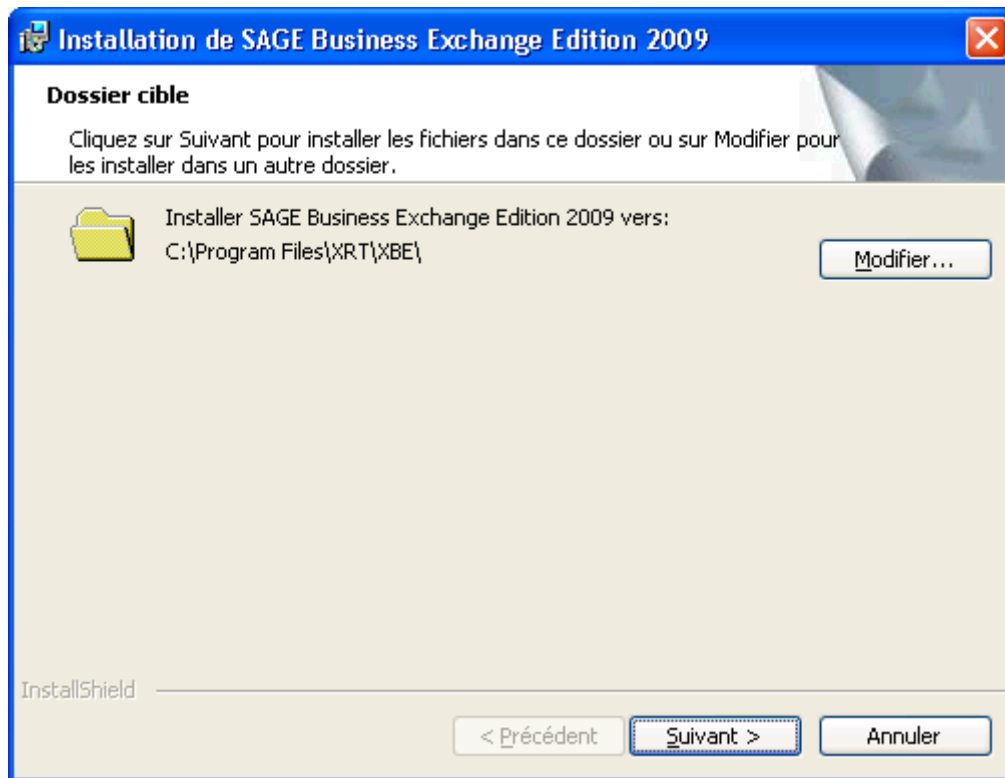 Installation de SAGE Business Exchange Edition 2009
Dossier cible
Cliquez sur Suivant pour installer les fichiers dans ce dossier ou sur Modifier pour
les installer dans un autre dossier.
Installer SAGE Business Exchange Edition 2009 vers:
C:\Program Files\XRT\XBE\
Modifier...
InstallShield
< Précédent
Suivant >
Annuler